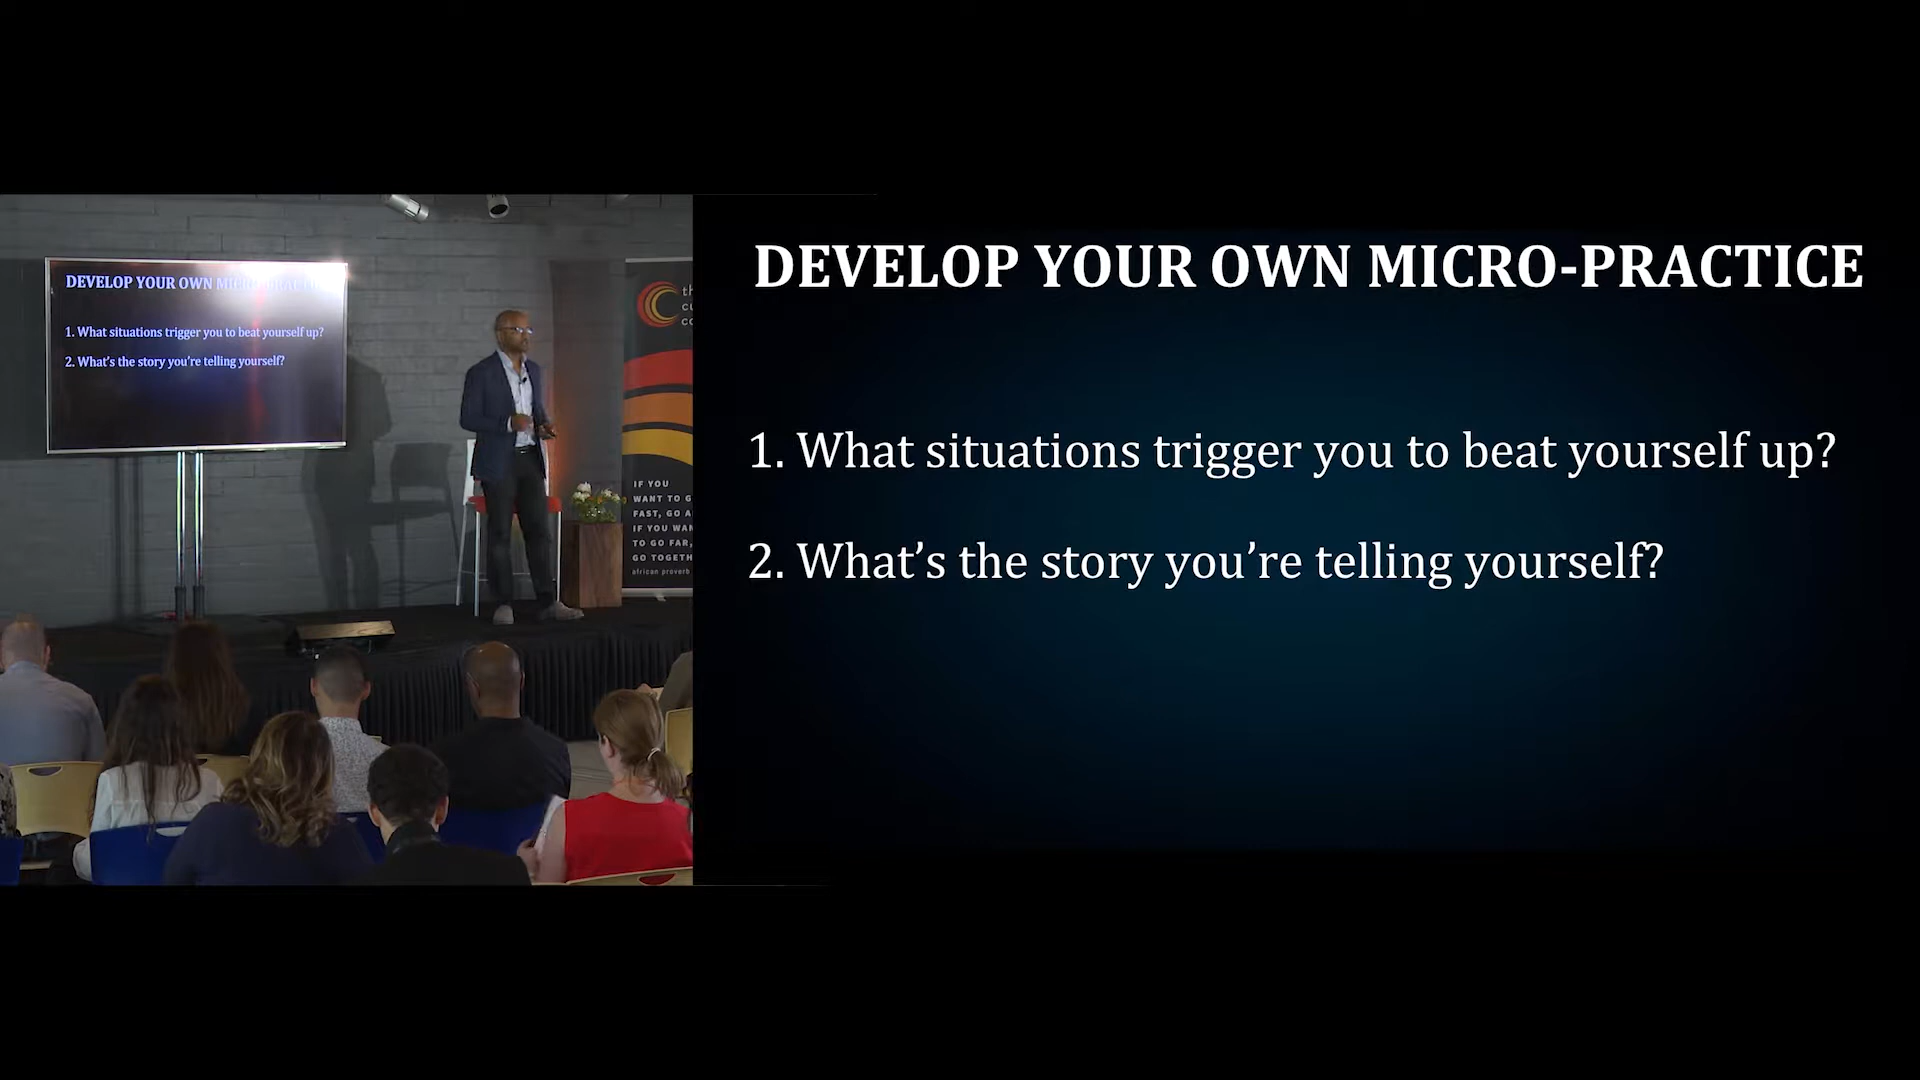 DEVELOP YOUR OWN
1. What situations trigger you to beat yourself up?
2. What's the story you're telling yourself?
IF YOU
WANT TO G
FAST, GO A
IF YOU WAN
TO GO FAR,
GO TOGETH
african proverb
DEVELOP YOUR OWN MICRO-PRACTICE
1. What situations trigger you to beat yourself up?
2. What’s the story you’re telling yourself?